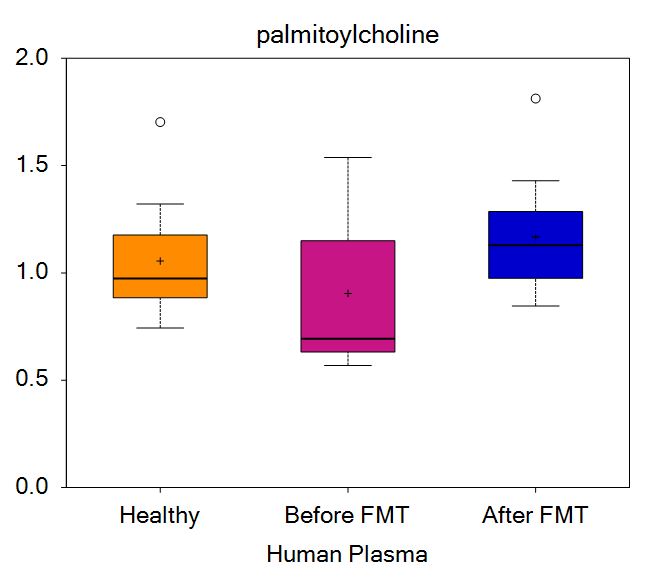 palmitoylcholine
2.0
1.5
1.0
0.5
0.0
Healthy
Before FMT
After FMT
Human Plasma